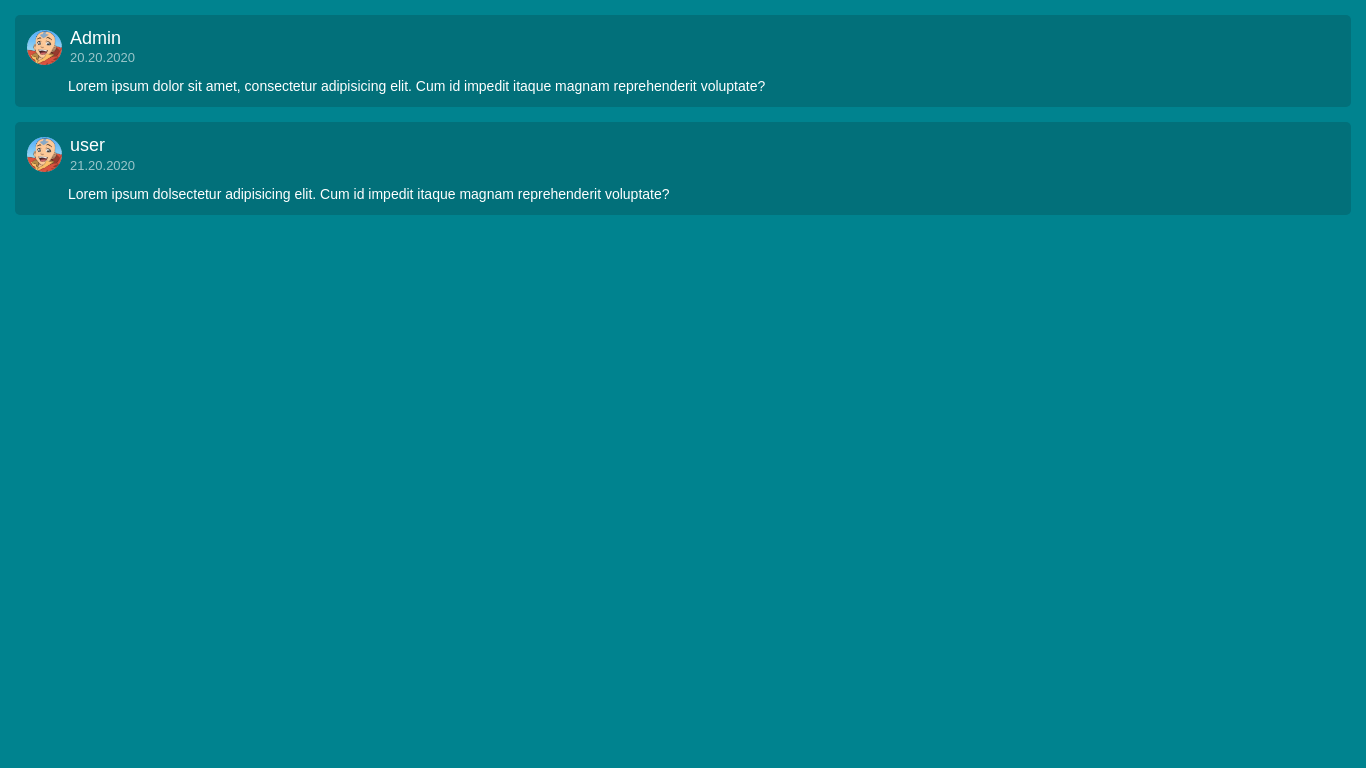 Admin
20.20.2020
Lorem ipsum dolor sit amet, consectetur adipisicing elit. Cum id impedit itaque magnam reprehenderit voluptate?
user
21.20.2020
Lorem ipsum dolsectetur adipisicing elit. Cum id impedit itaque magnam reprehenderit voluptate?